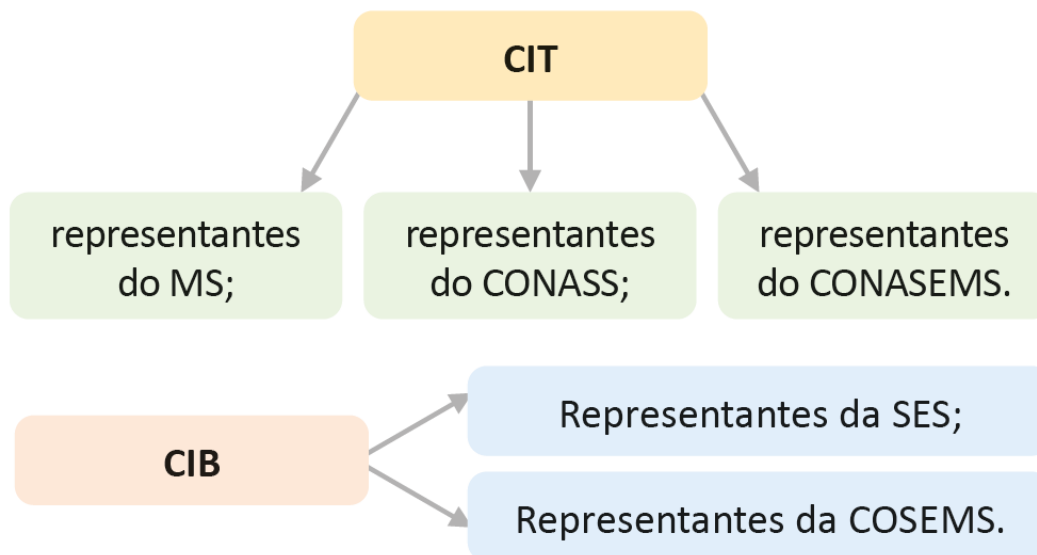 CIT
representantes
do MS;
representantes
do CONASS;
representantes
do CONASEMS.
CIB
Representantes da SES;
Representantes da COSEMS.